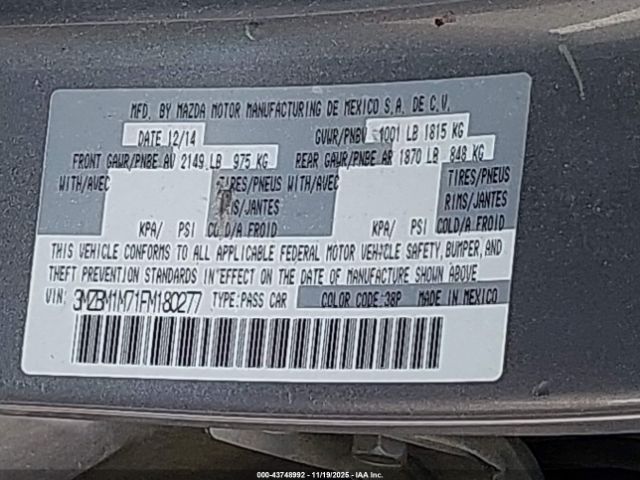 MFD. BY MAZDA MOTOR MANUFACTURING DE MEXICO S.A. DE C.V.
DATE 12/14 GVWR/PNBV 4001 LB 1815 KG
FRONT GAWR/PNBE AV 2149 LB 975 KG REAR GAWR/PNBE AR 1870 LB 848 KG
WITH/AVEC TIRES/PNEUS WITH/AVEC TIRES/PNEUS
RIMS/JANTES RIMS/JANTES
KPA/ PSI COLD/A FROID KPA/ PSI COLD/A FROID
THIS VEHICLE CONFORMS TO ALL APPLICABLE FEDERAL MOTOR VEHICLE SAFETY, BUMPER, AND
THEFT PREVENTION STANDARDS IN EFFECT ON THE DATE OF MANUFACTURE SHOWN ABOVE.
VIN: 3MZBM1M71FM180277 TYPE:PASS CAR COLOR CODE:38P MADE IN MEXICO
000-43748992 - 11/19/2025 - IAA Inc.